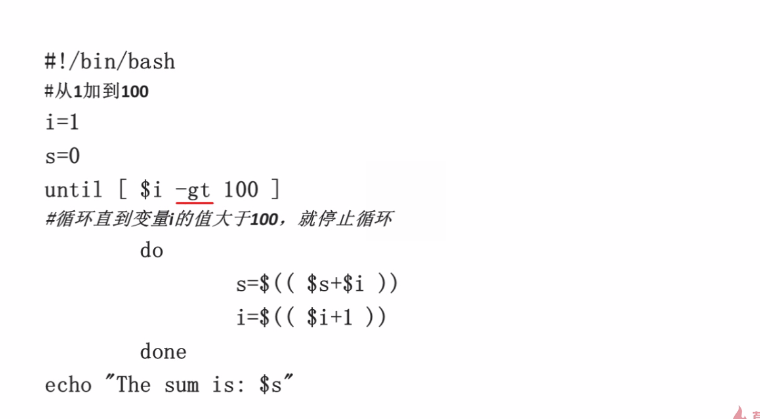 #!/bin/bash
#从1加到100
i=1
s=0
until [ $i -gt 100 ]
#循环直到变量i的值大于100，就停止循环
do
s=$(( $s+$i ))
i=$(( $i+1 ))
done
echo "The sum is: $s"